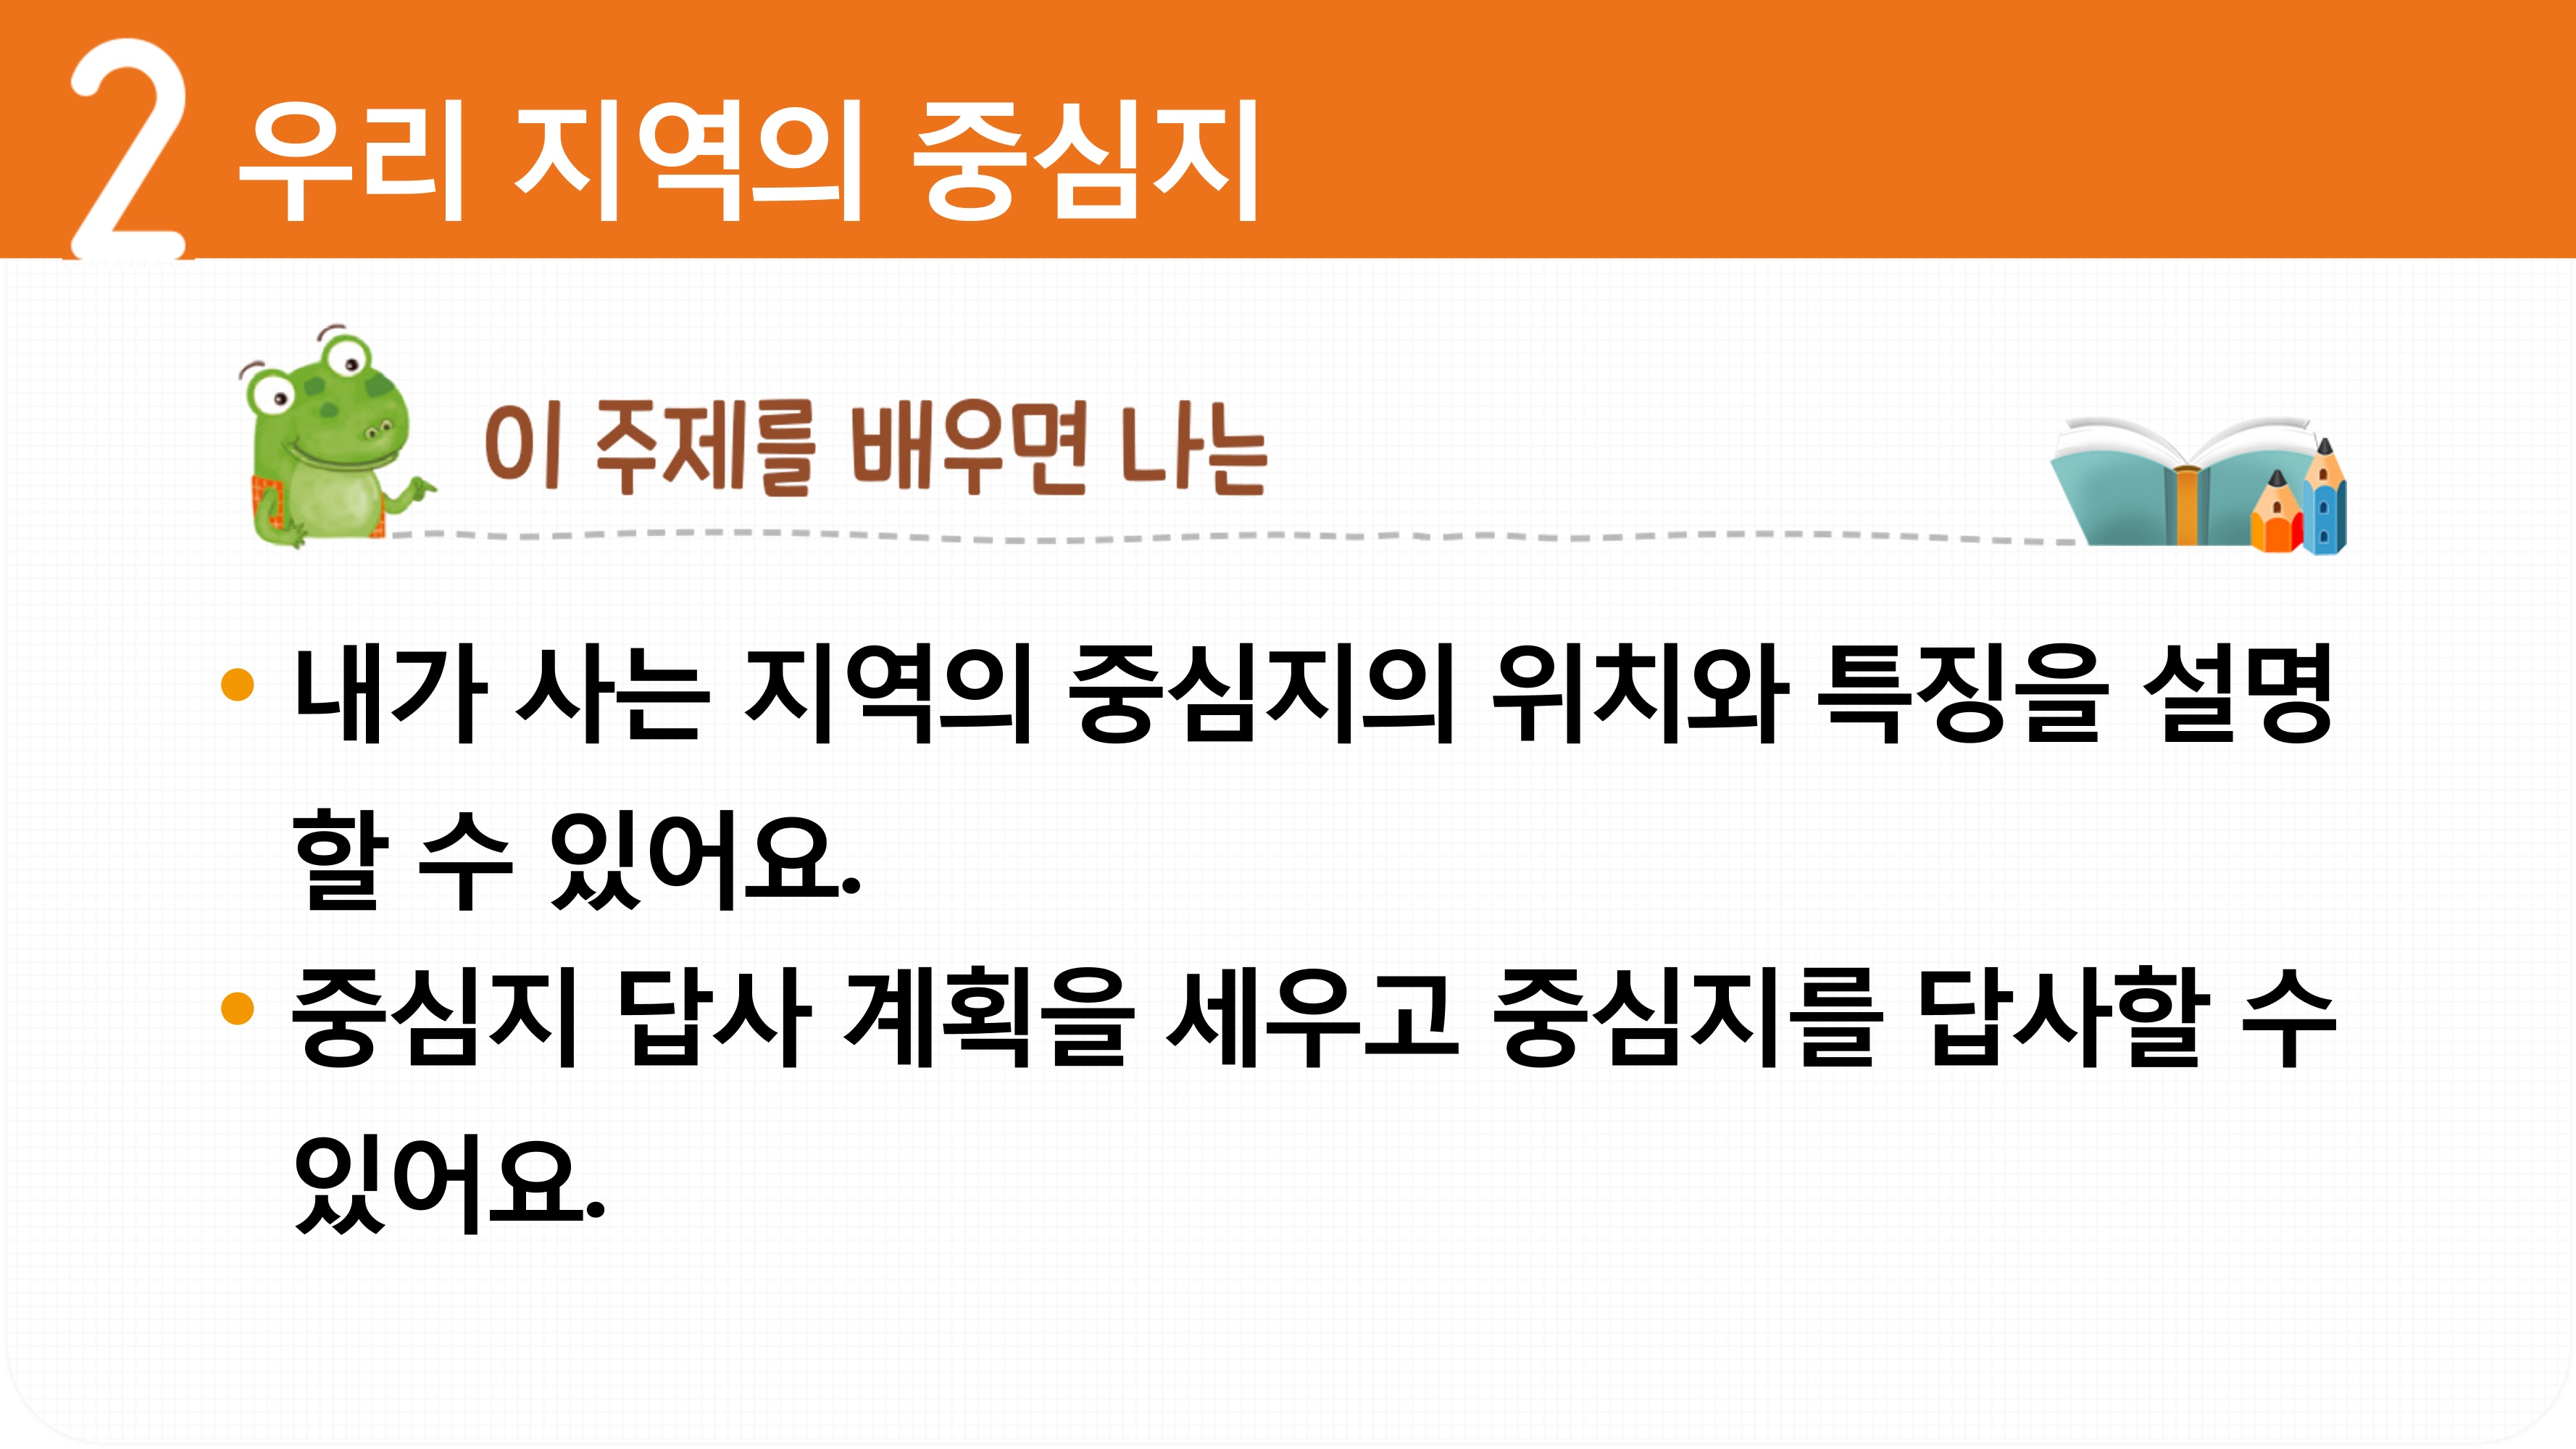 2 우리 지역의 중심지
이 주제를 배우면 나는
• 내가 사는 지역의 중심지의 위치와 특징을 설명
할 수 있어요.
• 중심지 답사 계획을 세우고 중심지를 답사할 수
있어요.